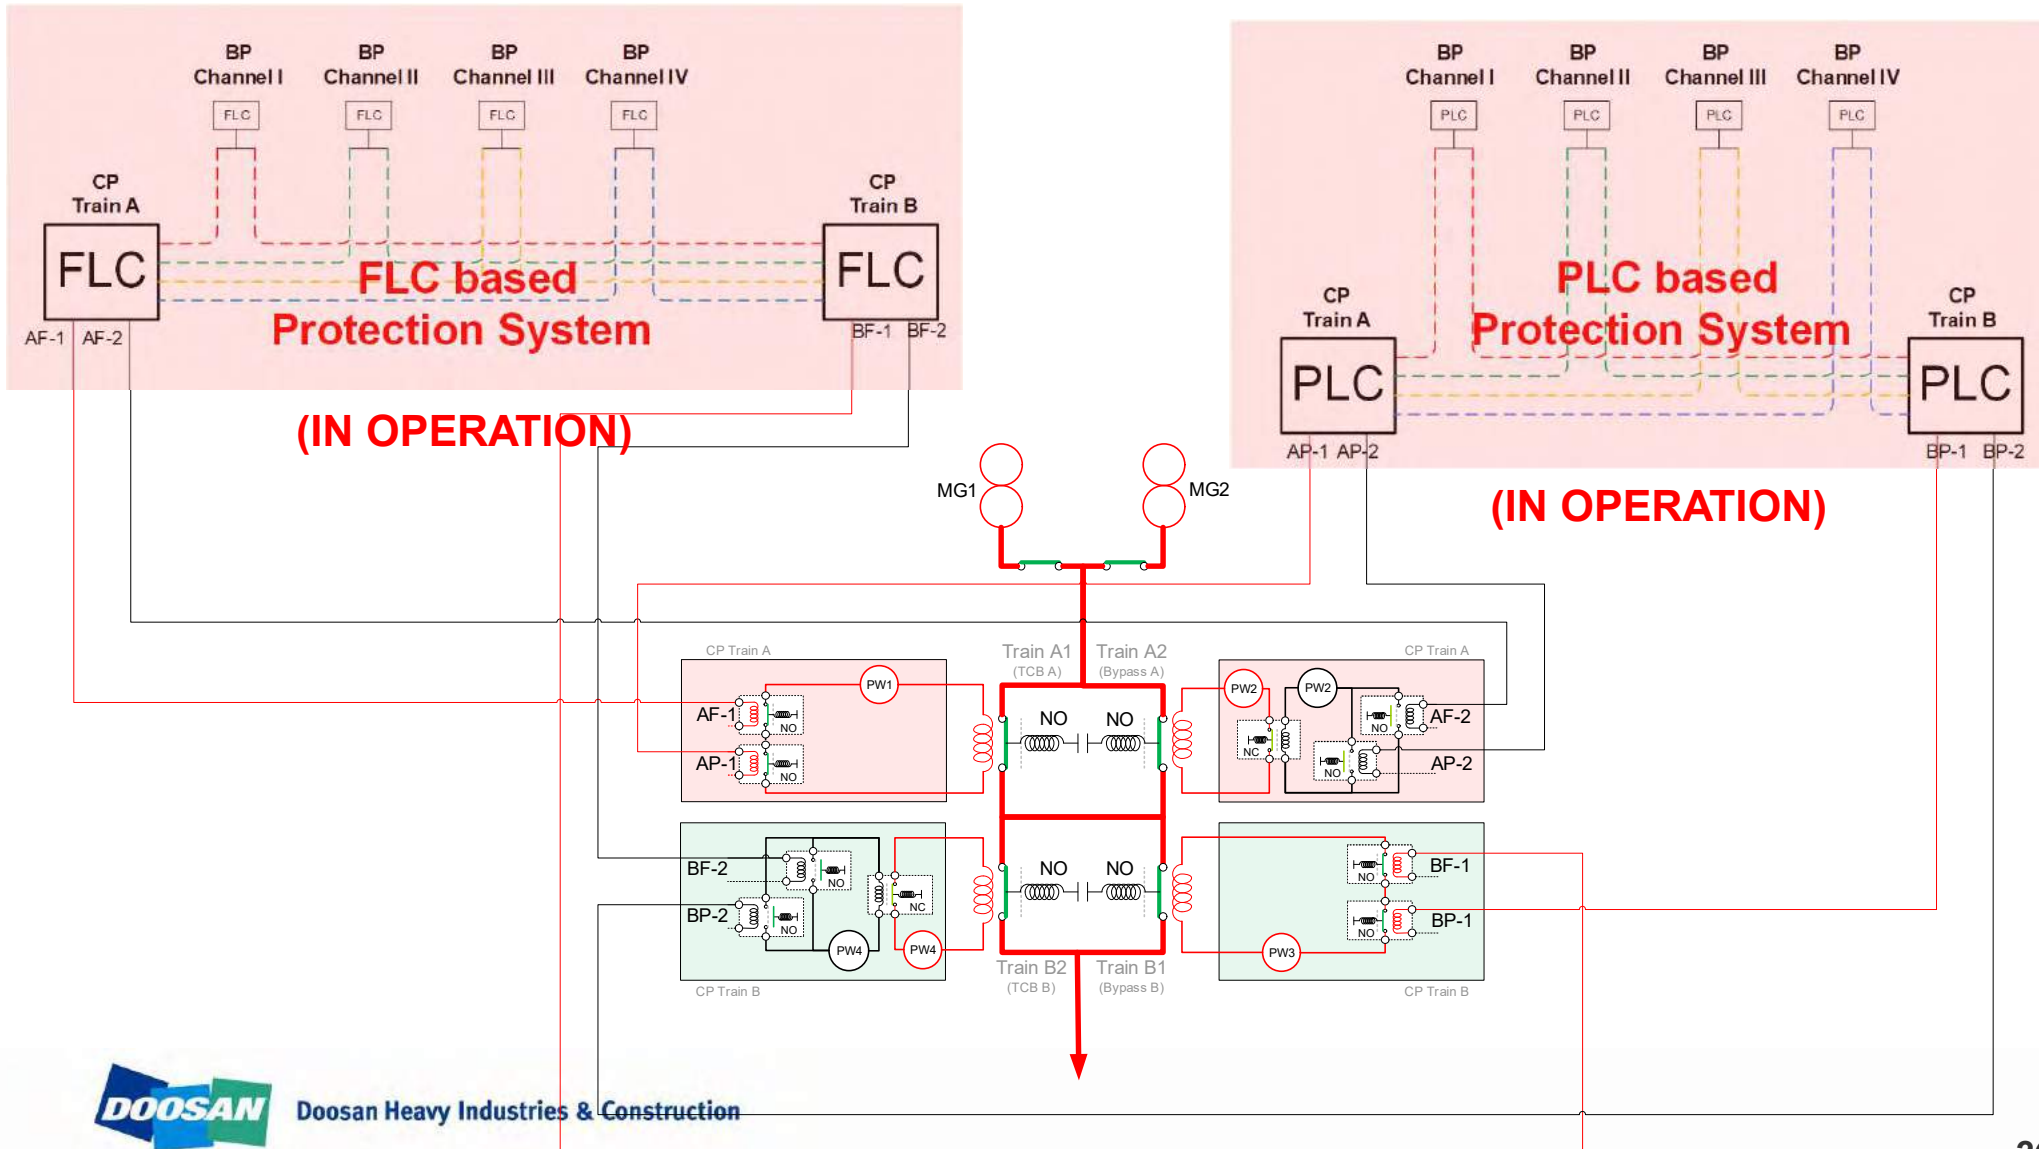 BP
Channel I
BP
Channel II
BP
Channel III
BP
Channel IV
FLC
FLC
FLC
FLC
CP
Train A
CP
Train B
FLC
FLC
FLC based
Protection System
AF-1
AF-2
BF-1
BF-2
(IN OPERATION)
BP
Channel I
BP
Channel II
BP
Channel III
BP
Channel IV
PLC
PLC
PLC
PLC
CP
Train A
CP
Train B
PLC
PLC
PLC based
Protection System
AP-1
AP-2
BP-1
BP-2
(IN OPERATION)
MG1
MG2
CP Train A
Train A1
(TCB A)
Train A2
(Bypass A)
CP Train A
PW1
AF-1
NO
AP-1
NO
NO
NO
PW2
PW2
NC
NO
AF-2
NO
AP-2
BF-2
NO
BP-2
NO
NC
PW4
PW4
NO
NO
NO
BF-1
NO
BP-1
PW3
CP Train B
Train B2
(TCB B)
Train B1
(Bypass B)
CP Train B
DOOSAN
Doosan Heavy Industries & Construction